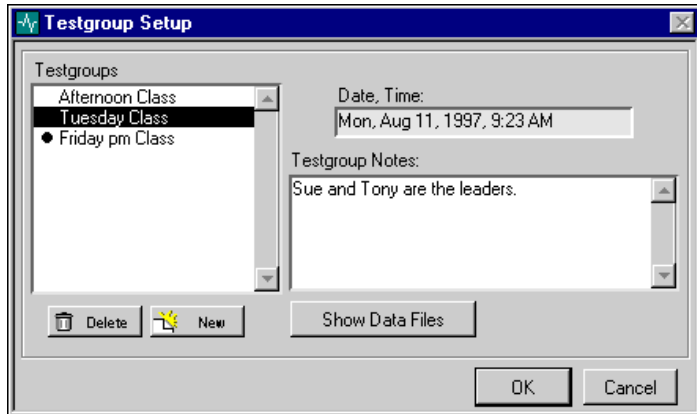 Testgroup Setup
Testgroups
Afternoon Class
Tuesday Class
Friday pm Class
Delete
New
Date, Time:
Mon, Aug 11, 1997, 9:23 AM
Testgroup Notes:
Sue and Tony are the leaders.
Show Data Files
OK
Cancel